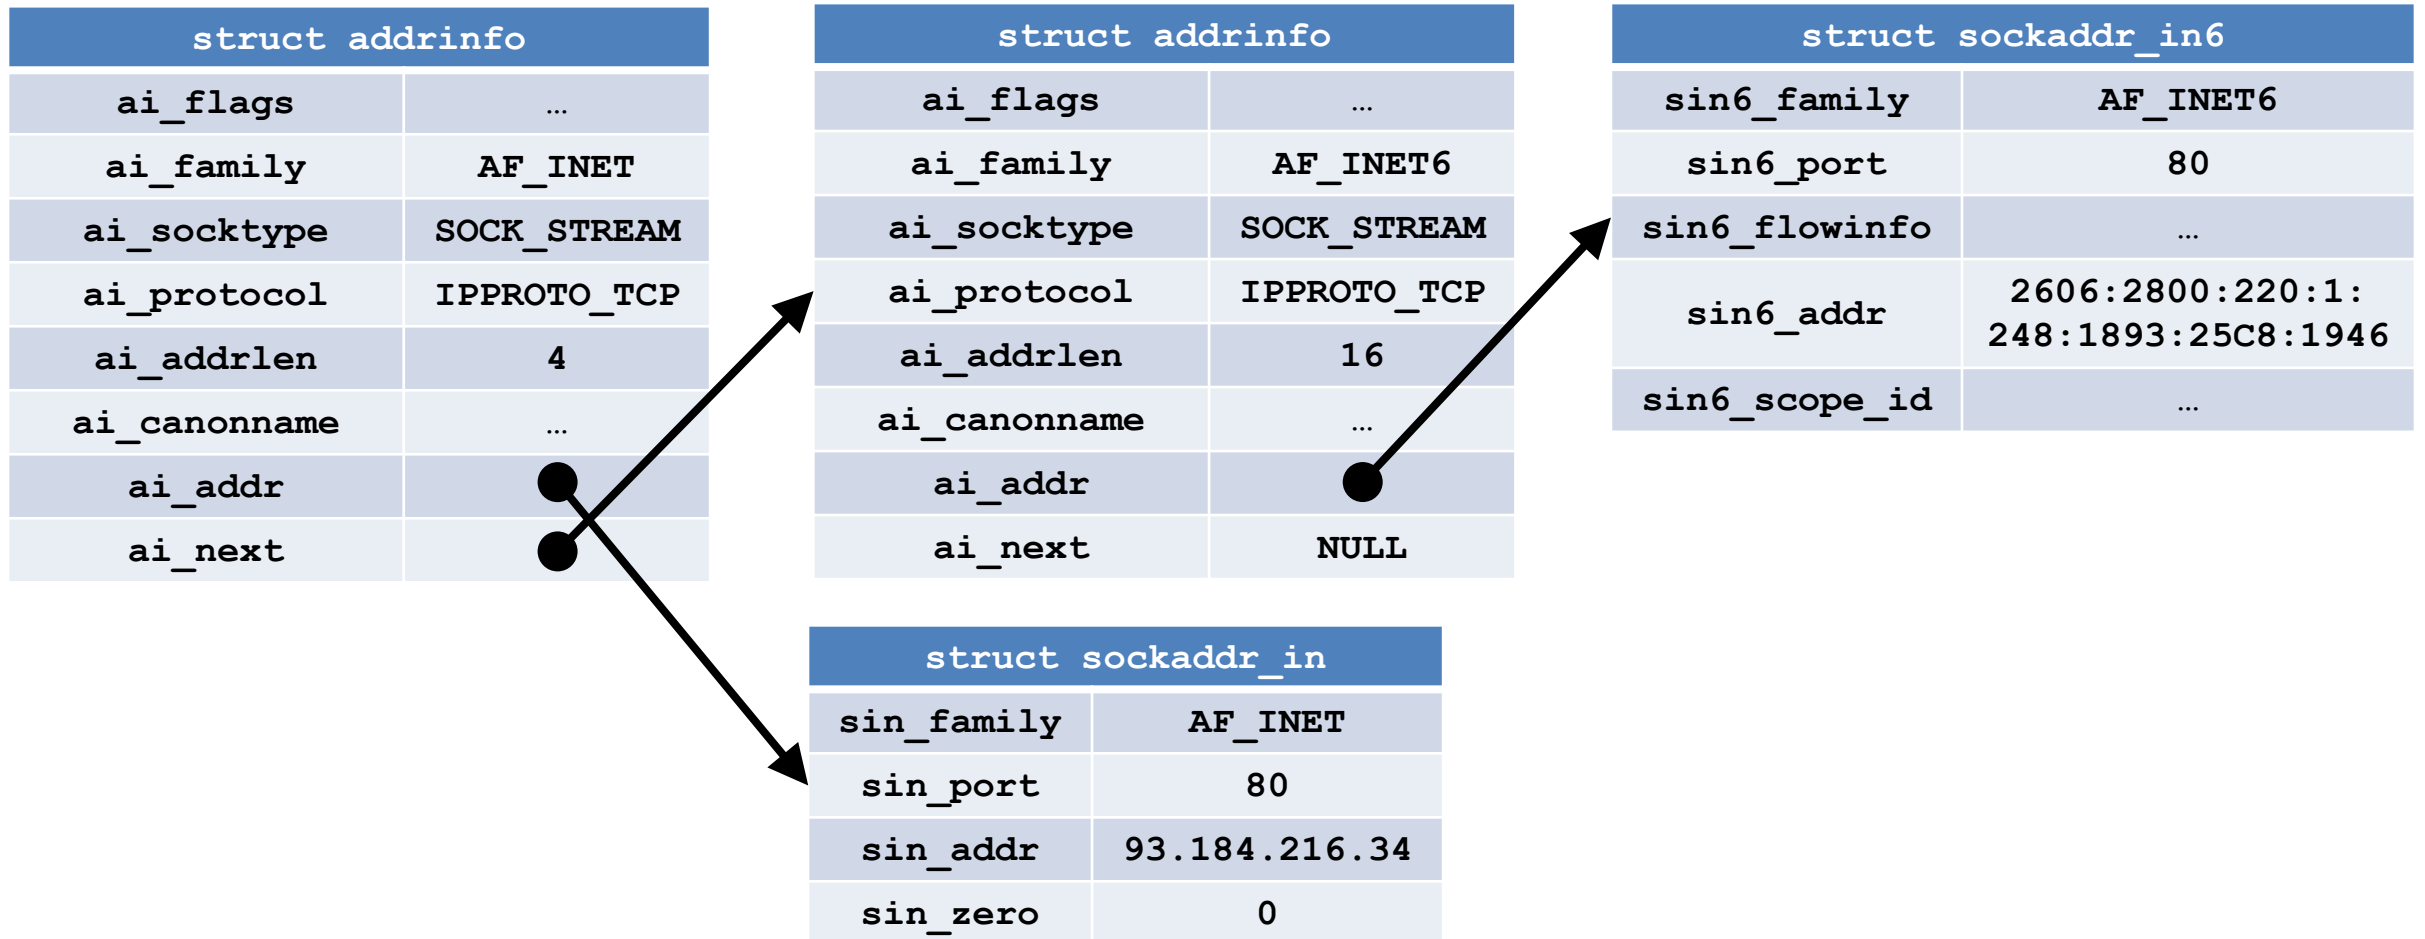 struct addrinfo
ai_flags …
ai_family AF_INET
ai_socktype SOCK_STREAM
ai_protocol IPPROTO_TCP
ai_addrlen 4
ai_canonname …
ai_addr
ai_next
struct addrinfo
ai_flags …
ai_family AF_INET6
ai_socktype SOCK_STREAM
ai_protocol IPPROTO_TCP
ai_addrlen 16
ai_canonname …
ai_addr
ai_next NULL
struct sockaddr_in6
sin6_family AF_INET6
sin6_port 80
sin6_flowinfo …
sin6_addr 2606:2800:220:1:
248:1893:25C8:1946
sin6_scope_id …
struct sockaddr_in
sin_family AF_INET
sin_port 80
sin_addr 93.184.216.34
sin_zero 0